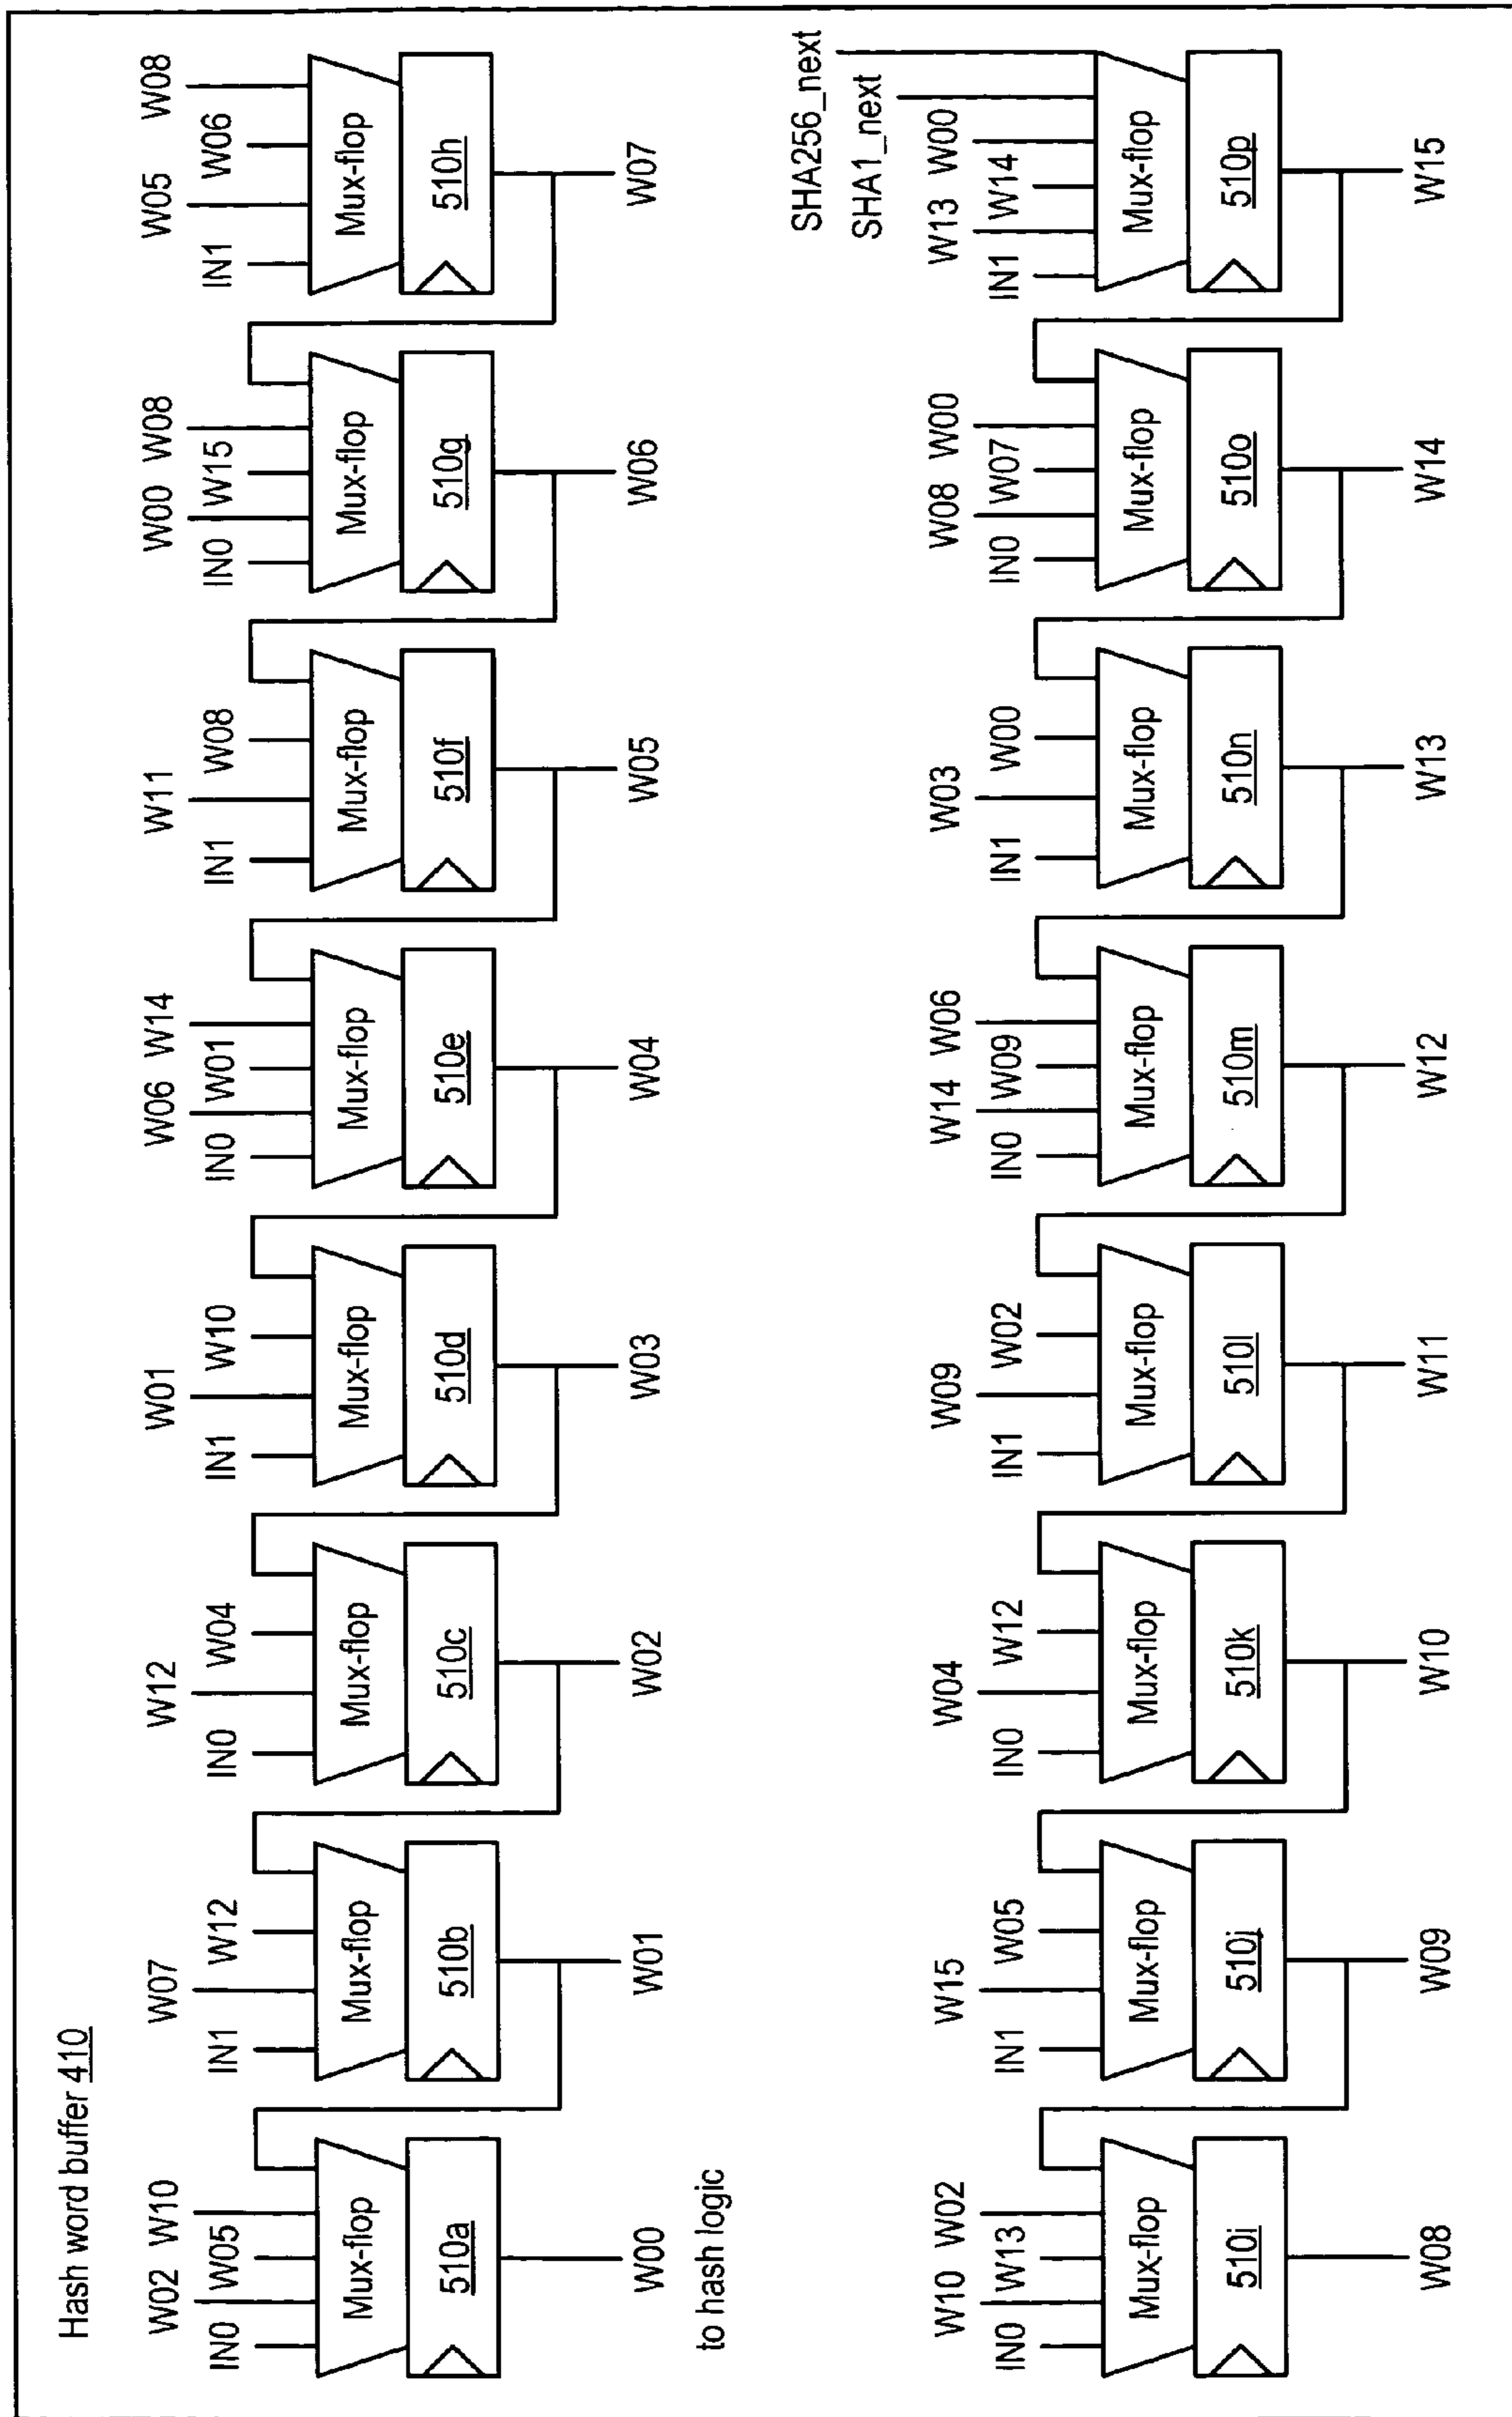 Hash word buffer 410
W02 W10
IN0 W05
Mux-flop
510a
W00
to hash logic
W07
IN1 W12
Mux-flop
510b
W01
W12
IN0 W04
Mux-flop
510c
W02
W01
IN1 W10
Mux-flop
510d
W03
W06 W14
IN0 W01
Mux-flop
510e
W04
W11
IN1 W08
Mux-flop
510f
W05
W00 W08
IN0 W15
Mux-flop
510g
W06
W05 W08
IN1 W06
Mux-flop
510h
W07
W10 W02
IN0 W13
Mux-flop
510i
W08
W15
IN1 W05
Mux-flop
510j
W09
W04
IN0 W12
Mux-flop
510k
W10
W09
IN1 W02
Mux-flop
510l
W11
W14 W06
IN0 W09
Mux-flop
510m
W12
W03
IN1 W00
Mux-flop
510n
W13
W08 W00
IN0 W07
Mux-flop
510o
W14
SHA256_next
SHA1_next
W13 W00
IN1 W14
Mux-flop
510p
W15